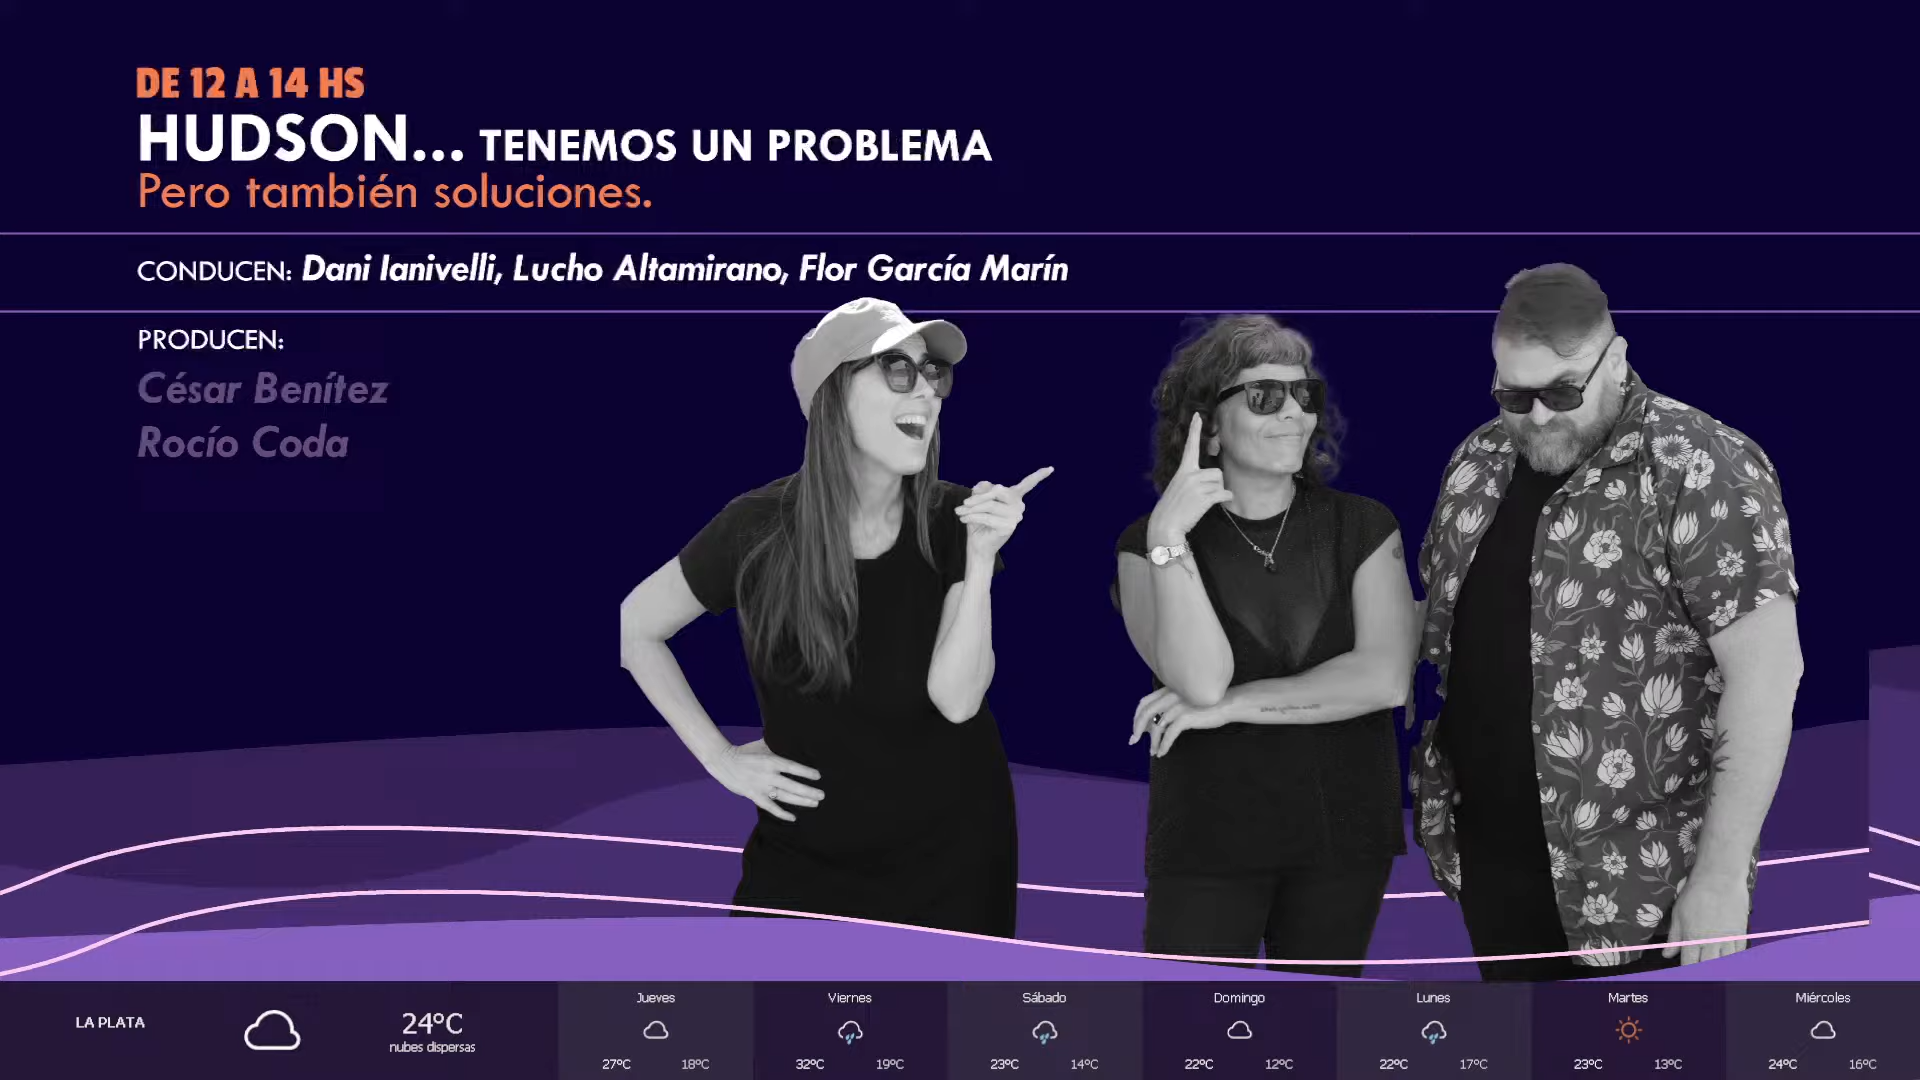 DE 12 A 14 HS
HUDSON... TENEMOS UN PROBLEMA
Pero también soluciones.
CONDUCEN: Dani Ianivelli, Lucho Altamirano, Flor García Marín
PRODUCEN:
César Benítez
Rocío Coda
LA PLATA
24°C
nubes dispersas
Jueves
27°C 18°C
Viernes
32°C 19°C
Sábado
23°C 14°C
Domingo
22°C 12°C
Lunes
22°C 17°C
Martes
23°C 13°C
Miércoles
24°C 16°C